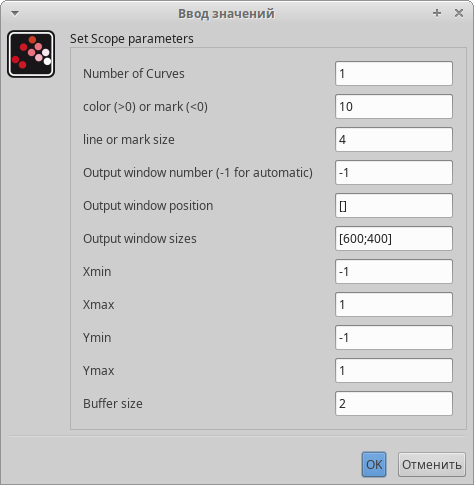 Ввод значений
Set Scope parameters
Number of Curves 1
color (>0) or mark (<0) 10
line or mark size 4
Output window number (-1 for automatic) -1
Output window position []
Output window sizes [600;400]
Xmin -1
Xmax 1
Ymin -1
Ymax 1
Buffer size 2
OK Отменить